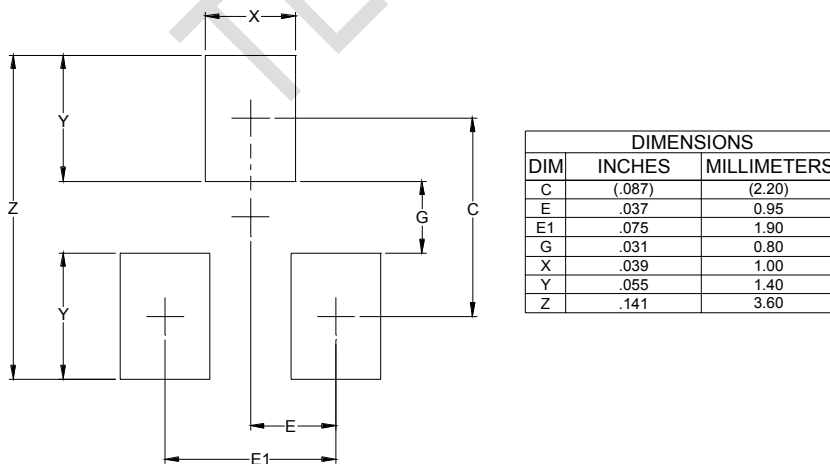 X
Y
Z
G
C
Y
E
E1
DIMENSIONS
DIM INCHES MILLIMETERS
C (.087) (2.20)
E .037 0.95
E1 .075 1.90
G .031 0.80
X .039 1.00
Y .055 1.40
Z .141 3.60